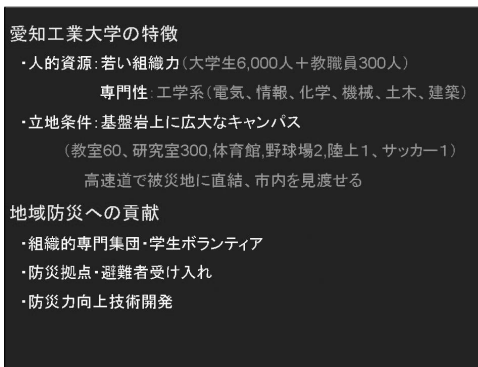 愛知工業大学の特徴
・人的資源:若い組織力(大学生6,000人+教職員300人)
専門性:工学系(電気、情報、化学、機械、土木、建築)
・立地条件:基盤岩上に広大なキャンパス
(教室60、研究室300,体育館,野球場2,陸上1、サッカー1)
高速道で被災地に直結、市内を見渡せる
地域防災への貢献
・組織的専門集団・学生ボランティア
・防災拠点・避難者受け入れ
・防災力向上技術開発